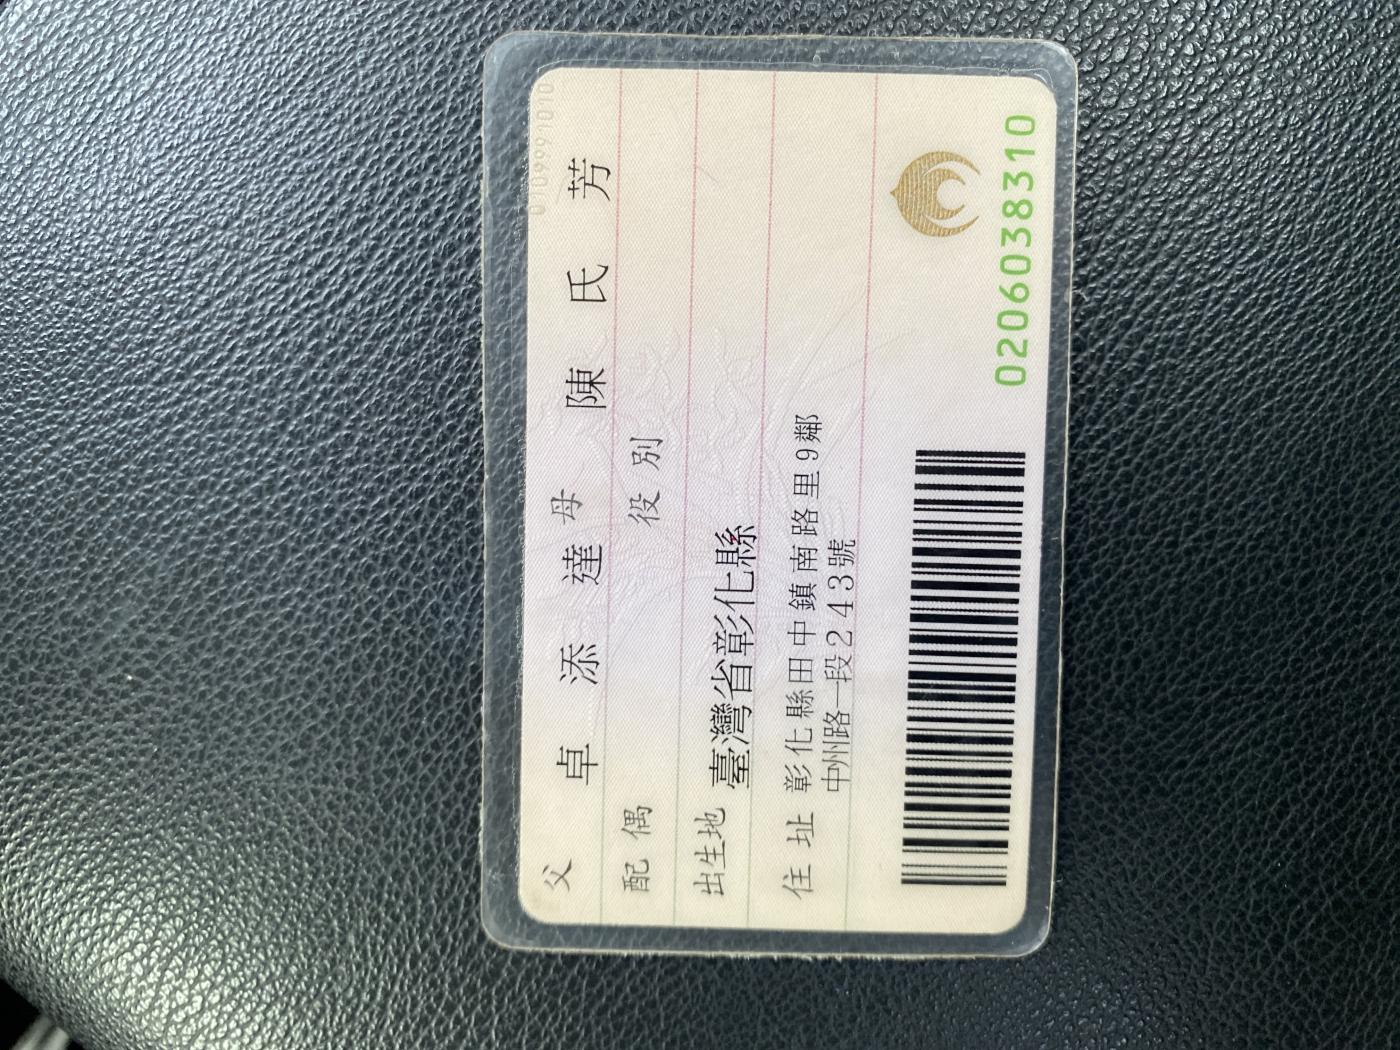 0109991010
父 卓添達 母 陳氏芳
配偶 役別
出生地 臺灣省彰化縣
住址 彰化縣田中鎮南路里9鄰
中州路一段243號
0206038310